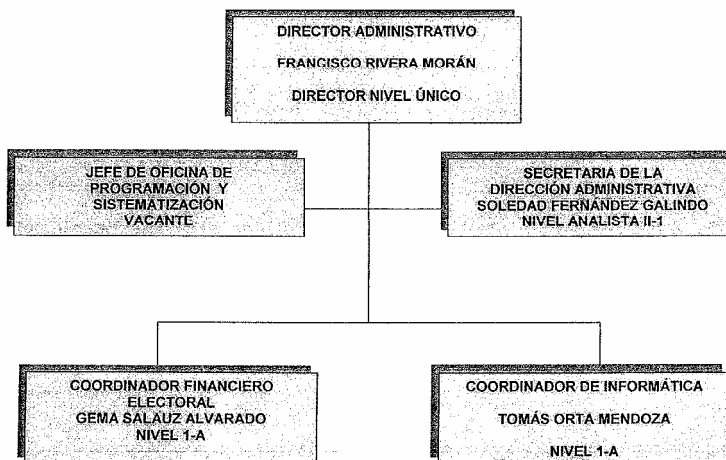 DIRECTOR ADMINISTRATIVO
FRANCISCO RIVERA MORÁN
DIRECTOR NIVEL ÚNICO
JEFE DE OFICINA DE
PROGRAMACIÓN Y
SISTEMATIZACIÓN
VACANTE
SECRETARIA DE LA
DIRECCIÓN ADMINISTRATIVA
SOLEDAD FERNÁNDEZ GALINDO
NIVEL ANALISTA II-1
COORDINADOR FINANCIERO
ELECTORAL
GEMA SALAUZ ALVARADO
NIVEL 1-A
COORDINADOR DE INFORMÁTICA
TOMÁS ORTA MENDOZA
NIVEL 1-A